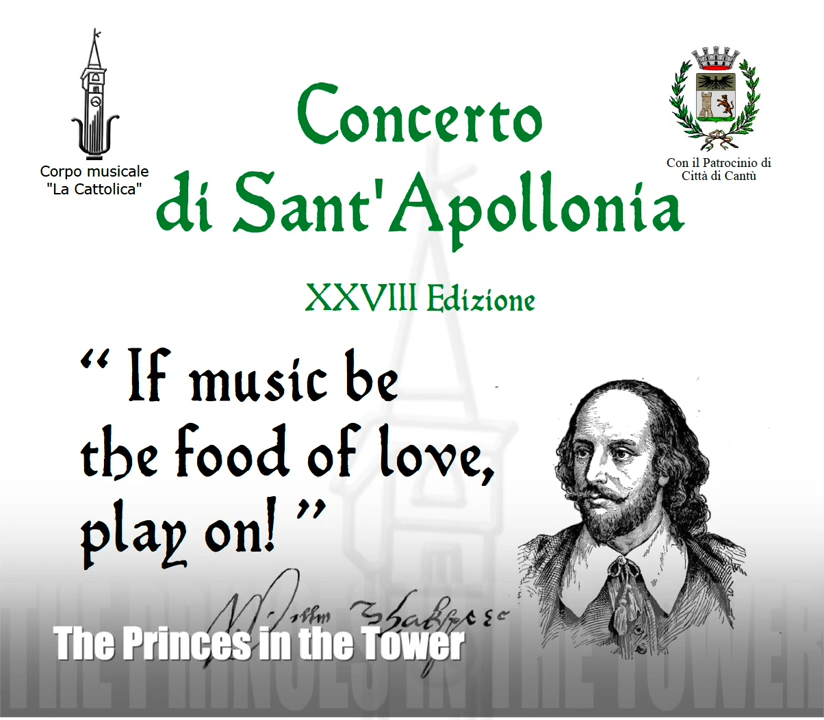 Corpo musicale
"La Cattolica"
Con il Patrocinio di
Città di Cantù
Concerto
di Sant'Apollonia
XXVIII Edizione
“ If music be
the food of love,
play on! ”
The Princes in the Tower
THE PRINCES IN THE TOWER